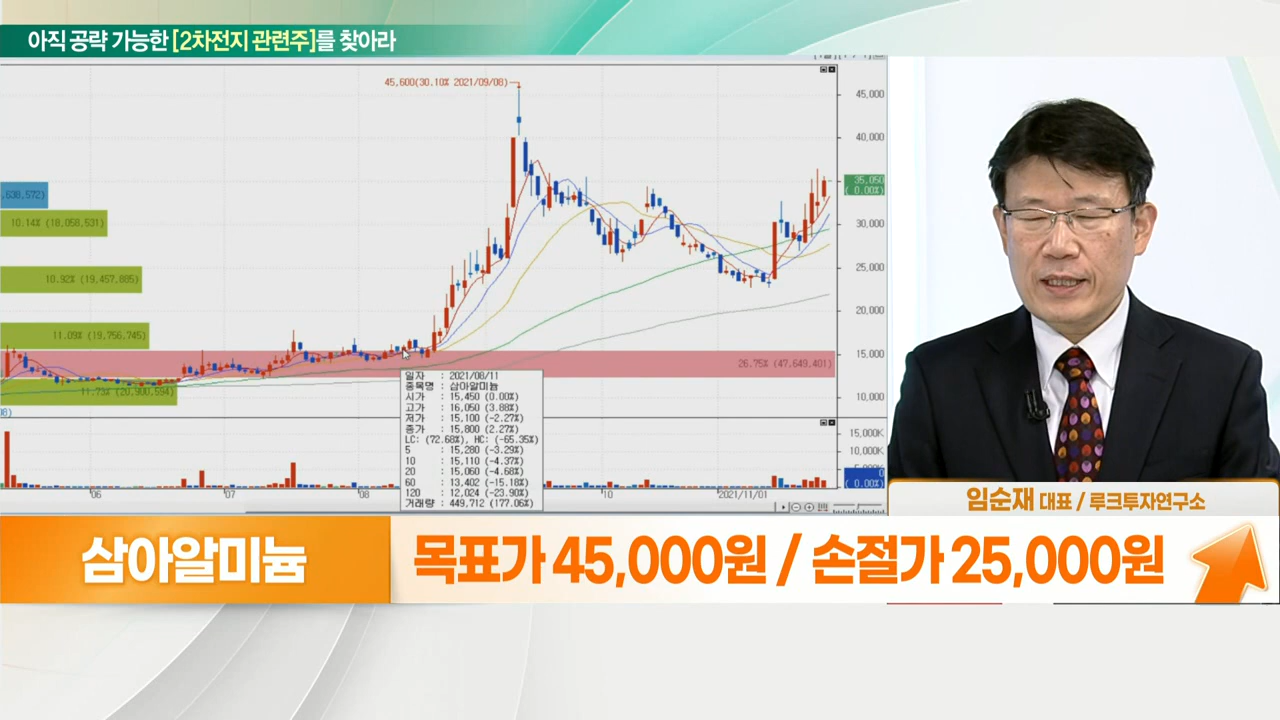 아직 공략 가능한 [2차전지 관련주]를 찾아라
45,600(30.10% 2021/09/08)
45,000
40,000
35,050
( 0.00%)
30,000
25,000
20,000
15,000
10,000
,638,572)
10.14% (18,058,531)
10.92% (19,457,885)
11.09% (19,756,745)
26.75% (47,649,401)
11.73% (20,900,594)
일자 : 2021/08/11
종목명 : 삼아알미늄
시가 : 15,450 (0.00%)
고가 : 16,050 (3.88%)
저가 : 15,100 (-2.27%)
종가 : 15,800 (2.27%)
LC: (72.68%), HC: (-65.35%)
5 : 15,280 (-3.29%)
10 : 15,110 (-4.37%)
20 : 15,060 (-4.68%)
60 : 13,402 (-15.18%)
120 : 12,024 (-23.90%)
거래량 : 449,712 (177.06%)
15,000K
10,000K
( 0.00%)
06
07
08
10
2021/11/01
임순재 대표 / 루크투자연구소
삼아알미늄
목표가 45,000원 / 손절가 25,000원